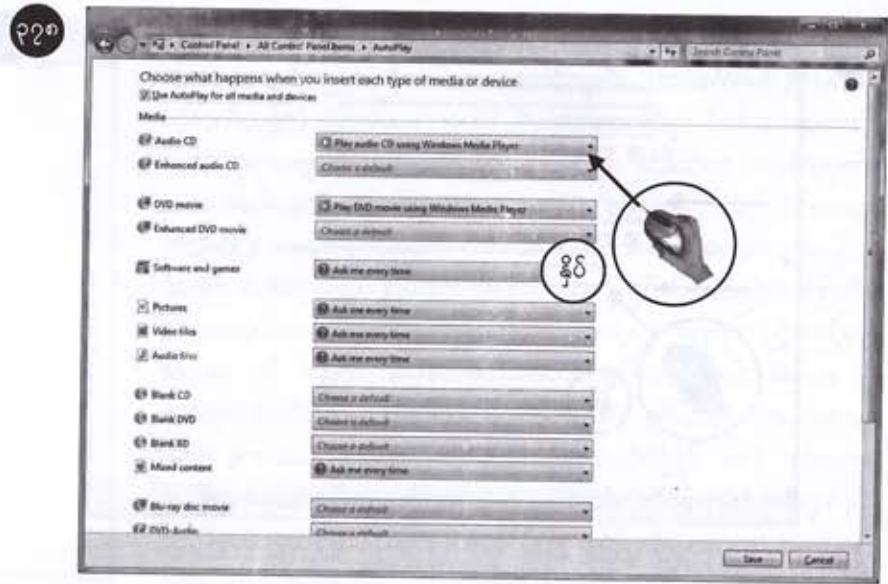 ၃၂၈
Control Panel ▸ All Control Panel Items ▸ AutoPlay
Search Control Panel
Choose what happens when you insert each type of media or device
Use AutoPlay for all media and devices
Media
Audio CD Play audio CD using Windows Media Player
Enhanced audio CD Choose a default
DVD movie Play DVD movie using Windows Media Player
Enhanced DVD movie Choose a default
Software and games Ask me every time
နှိပ်
Pictures Ask me every time
Video files Ask me every time
Audio files Ask me every time
Blank CD Choose a default
Blank DVD Choose a default
Blank BD Choose a default
Mixed content Ask me every time
Blu-ray disc movie Choose a default
DVD-Audio Choose a default
Save Cancel